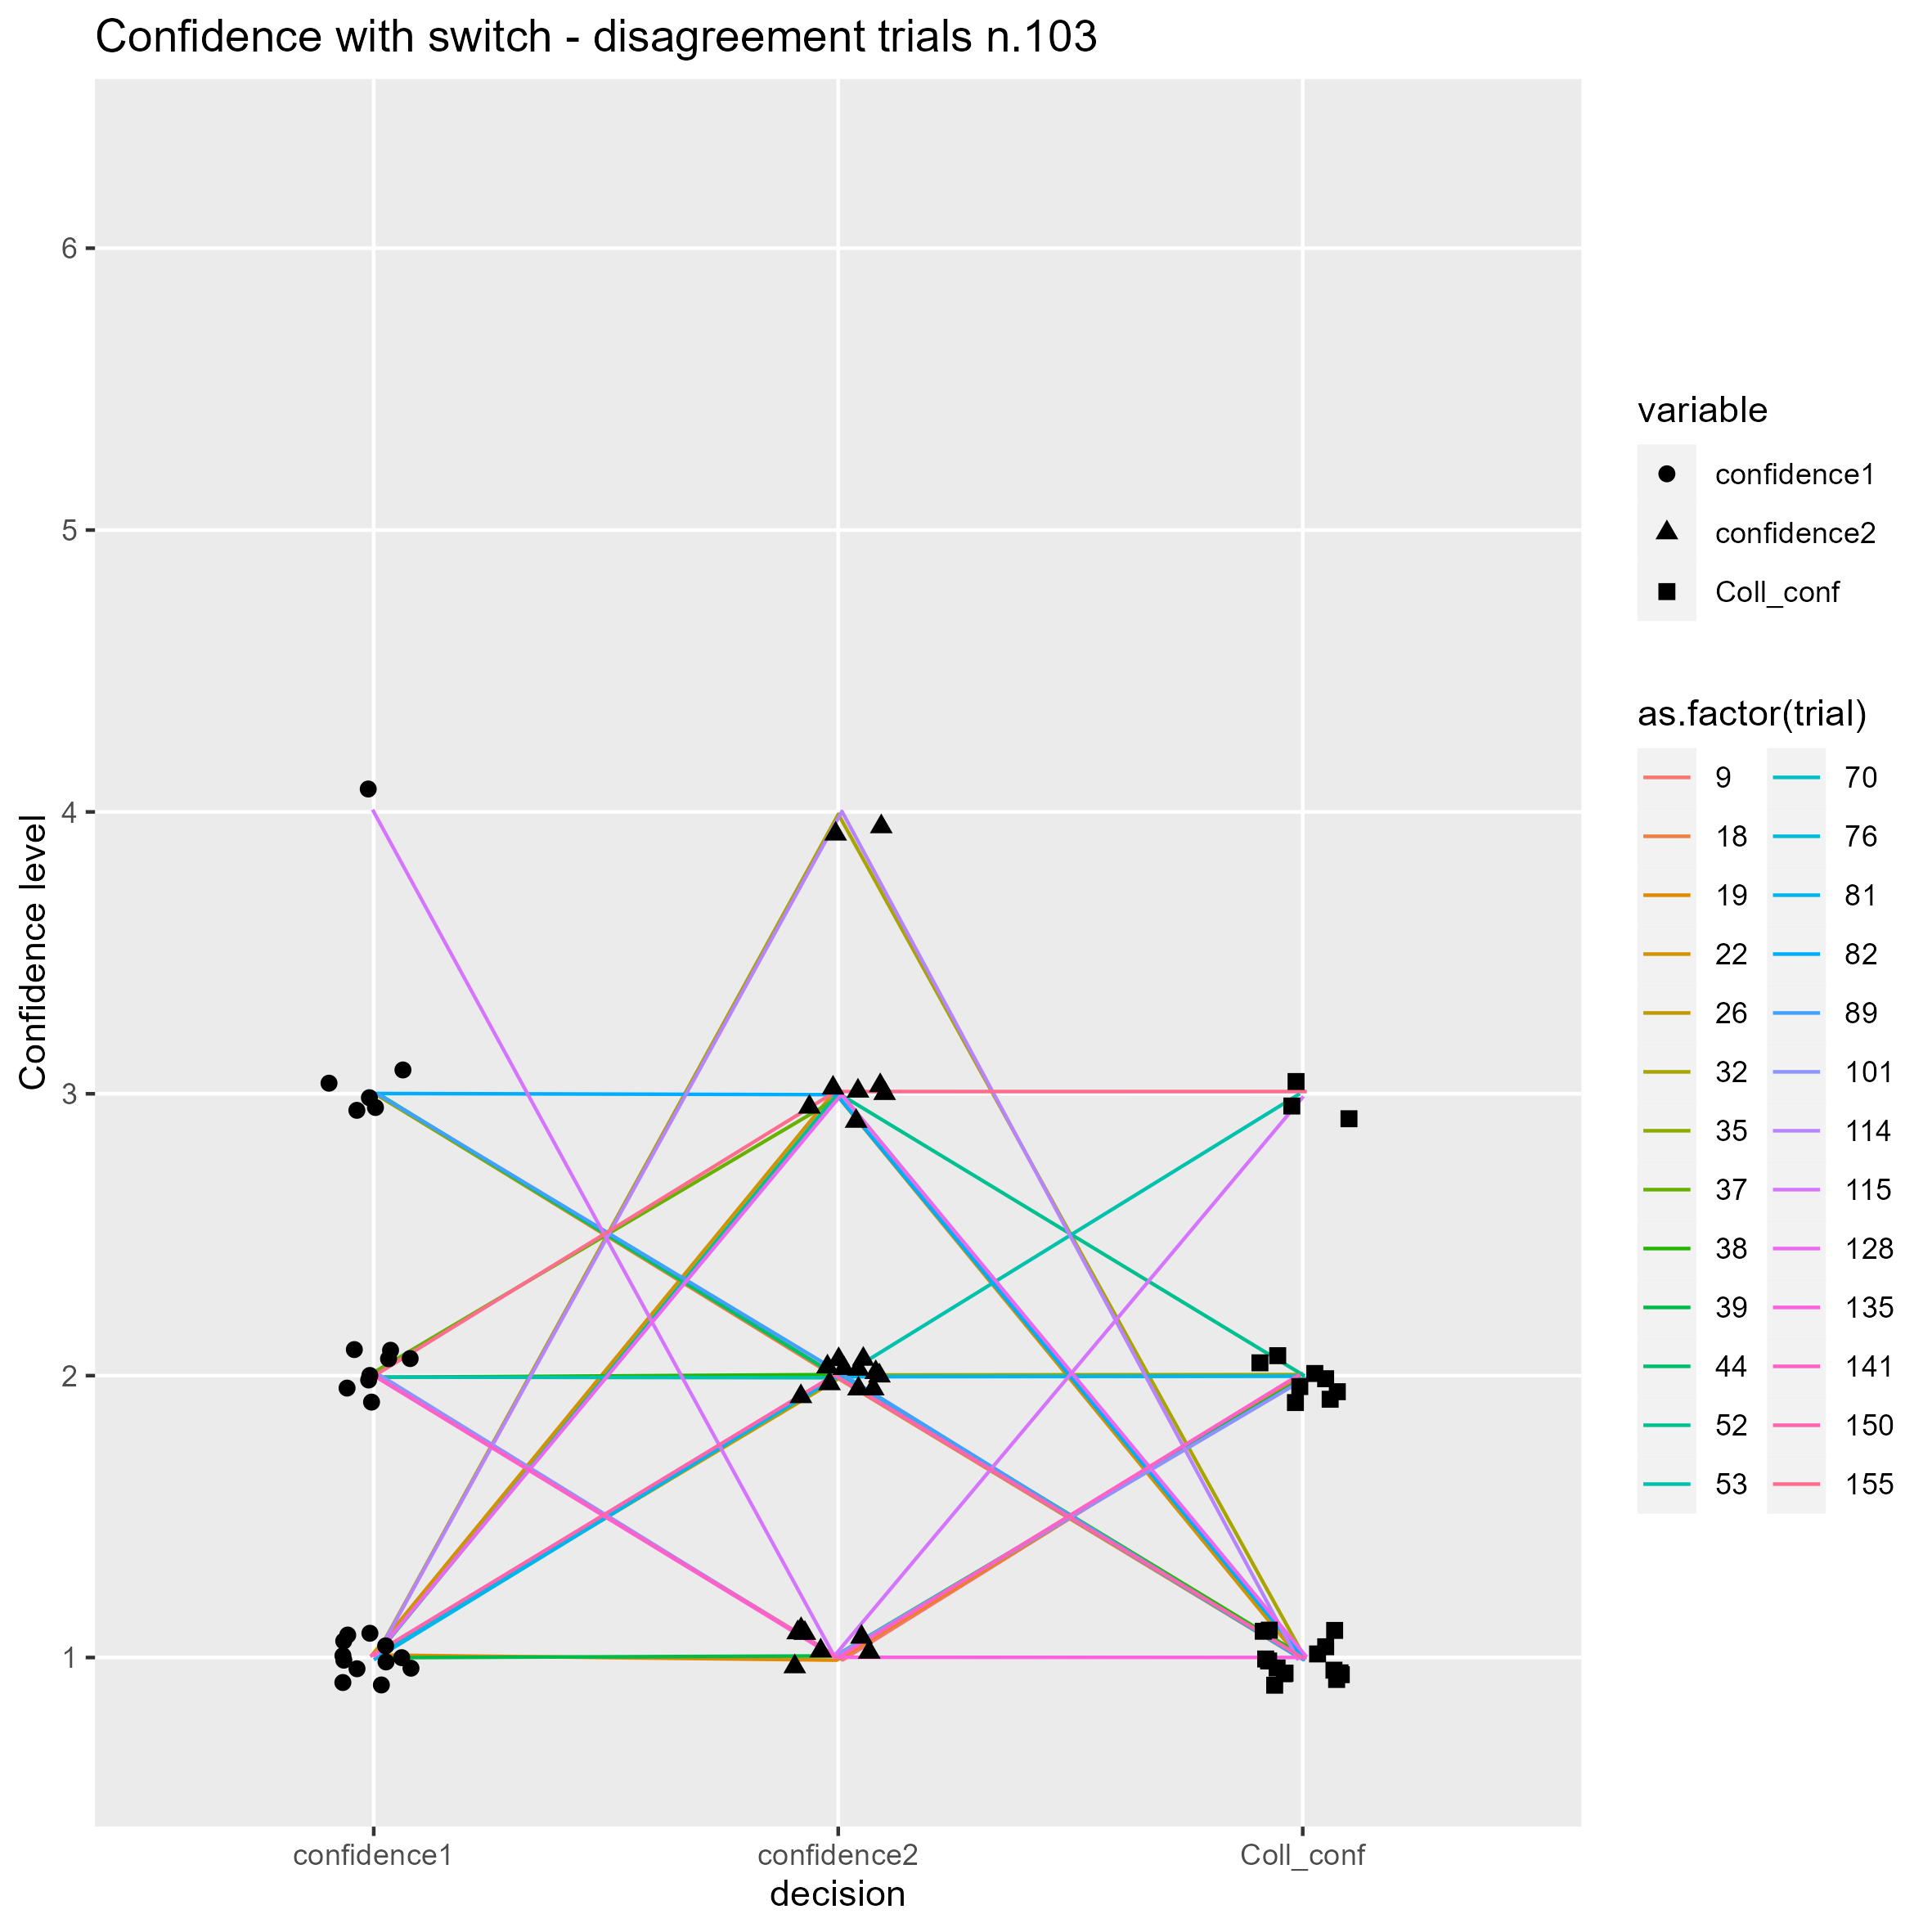 Confidence with switch - disagreement trials n.103
Confidence level
6
5
4
3
2
1
confidence1
confidence2
Coll_conf
decision
variable
confidence1
confidence2
Coll_conf
as.factor(trial)
9
18
19
22
26
32
35
37
38
39
44
52
53
70
76
81
82
89
101
114
115
128
135
141
150
155